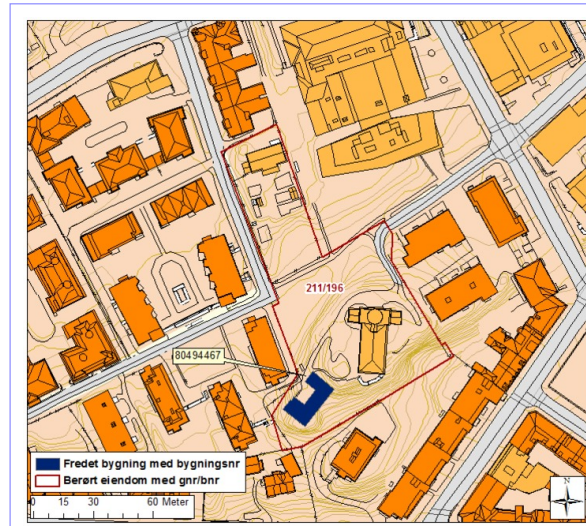 211/196
80494467
Fredet bygning med bygningsnr
Berørt eiendom med gnr/bnr
0 15 30 60 Meter
N